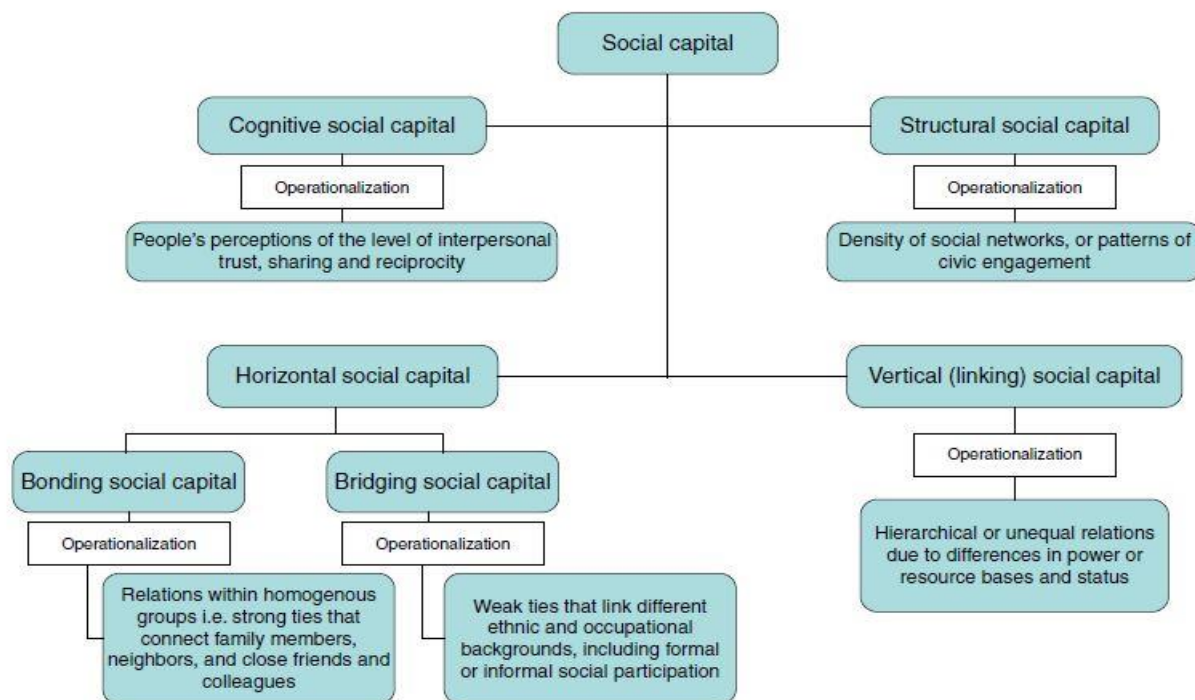 Social capital
Cognitive social capital
Structural social capital
Operationalization
Operationalization
People's perceptions of the level of interpersonal
trust, sharing and reciprocity
Density of social networks, or patterns of
civic engagement
Horizontal social capital
Vertical (linking) social capital
Bonding social capital
Bridging social capital
Operationalization
Operationalization
Operationalization
Hierarchical or unequal relations
due to differences in power or
resource bases and status
Relations within homogenous
groups i.e. strong ties that
connect family members,
neighbors, and close friends and
colleagues
Weak ties that link different
ethnic and occupational
backgrounds, including formal
or informal social participation